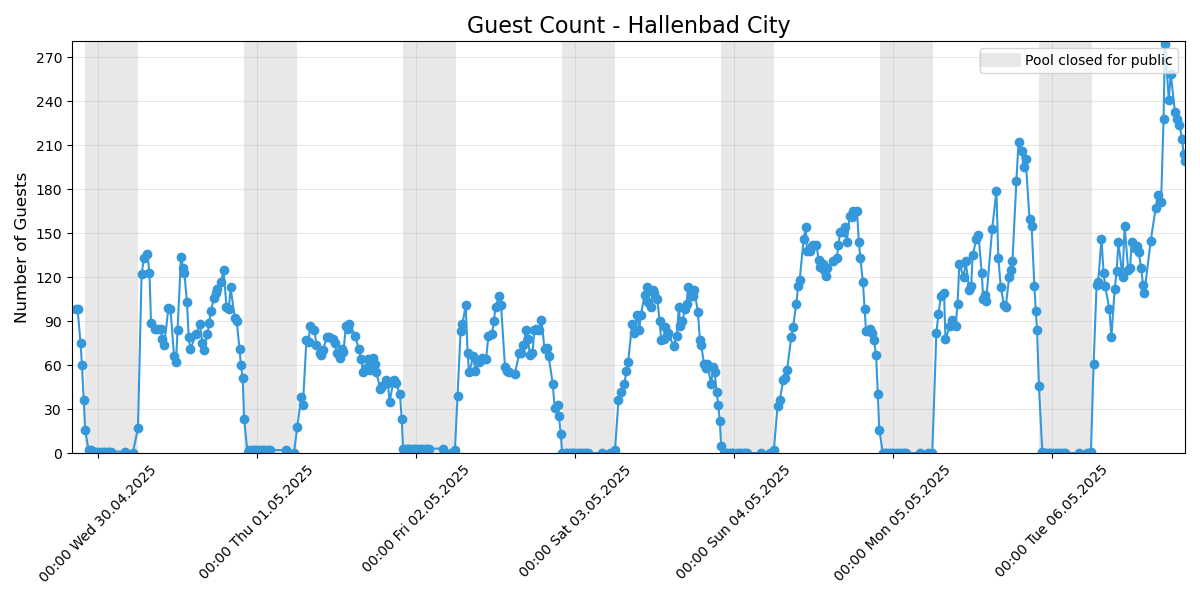 Guest Count - Hallenbad City
Pool closed for public
Number of Guests
270
240
210
180
150
120
90
60
30
0
00:00 Wed 30.04.2025
00:00 Thu 01.05.2025
00:00 Fri 02.05.2025
00:00 Sat 03.05.2025
00:00 Sun 04.05.2025
00:00 Mon 05.05.2025
00:00 Tue 06.05.2025